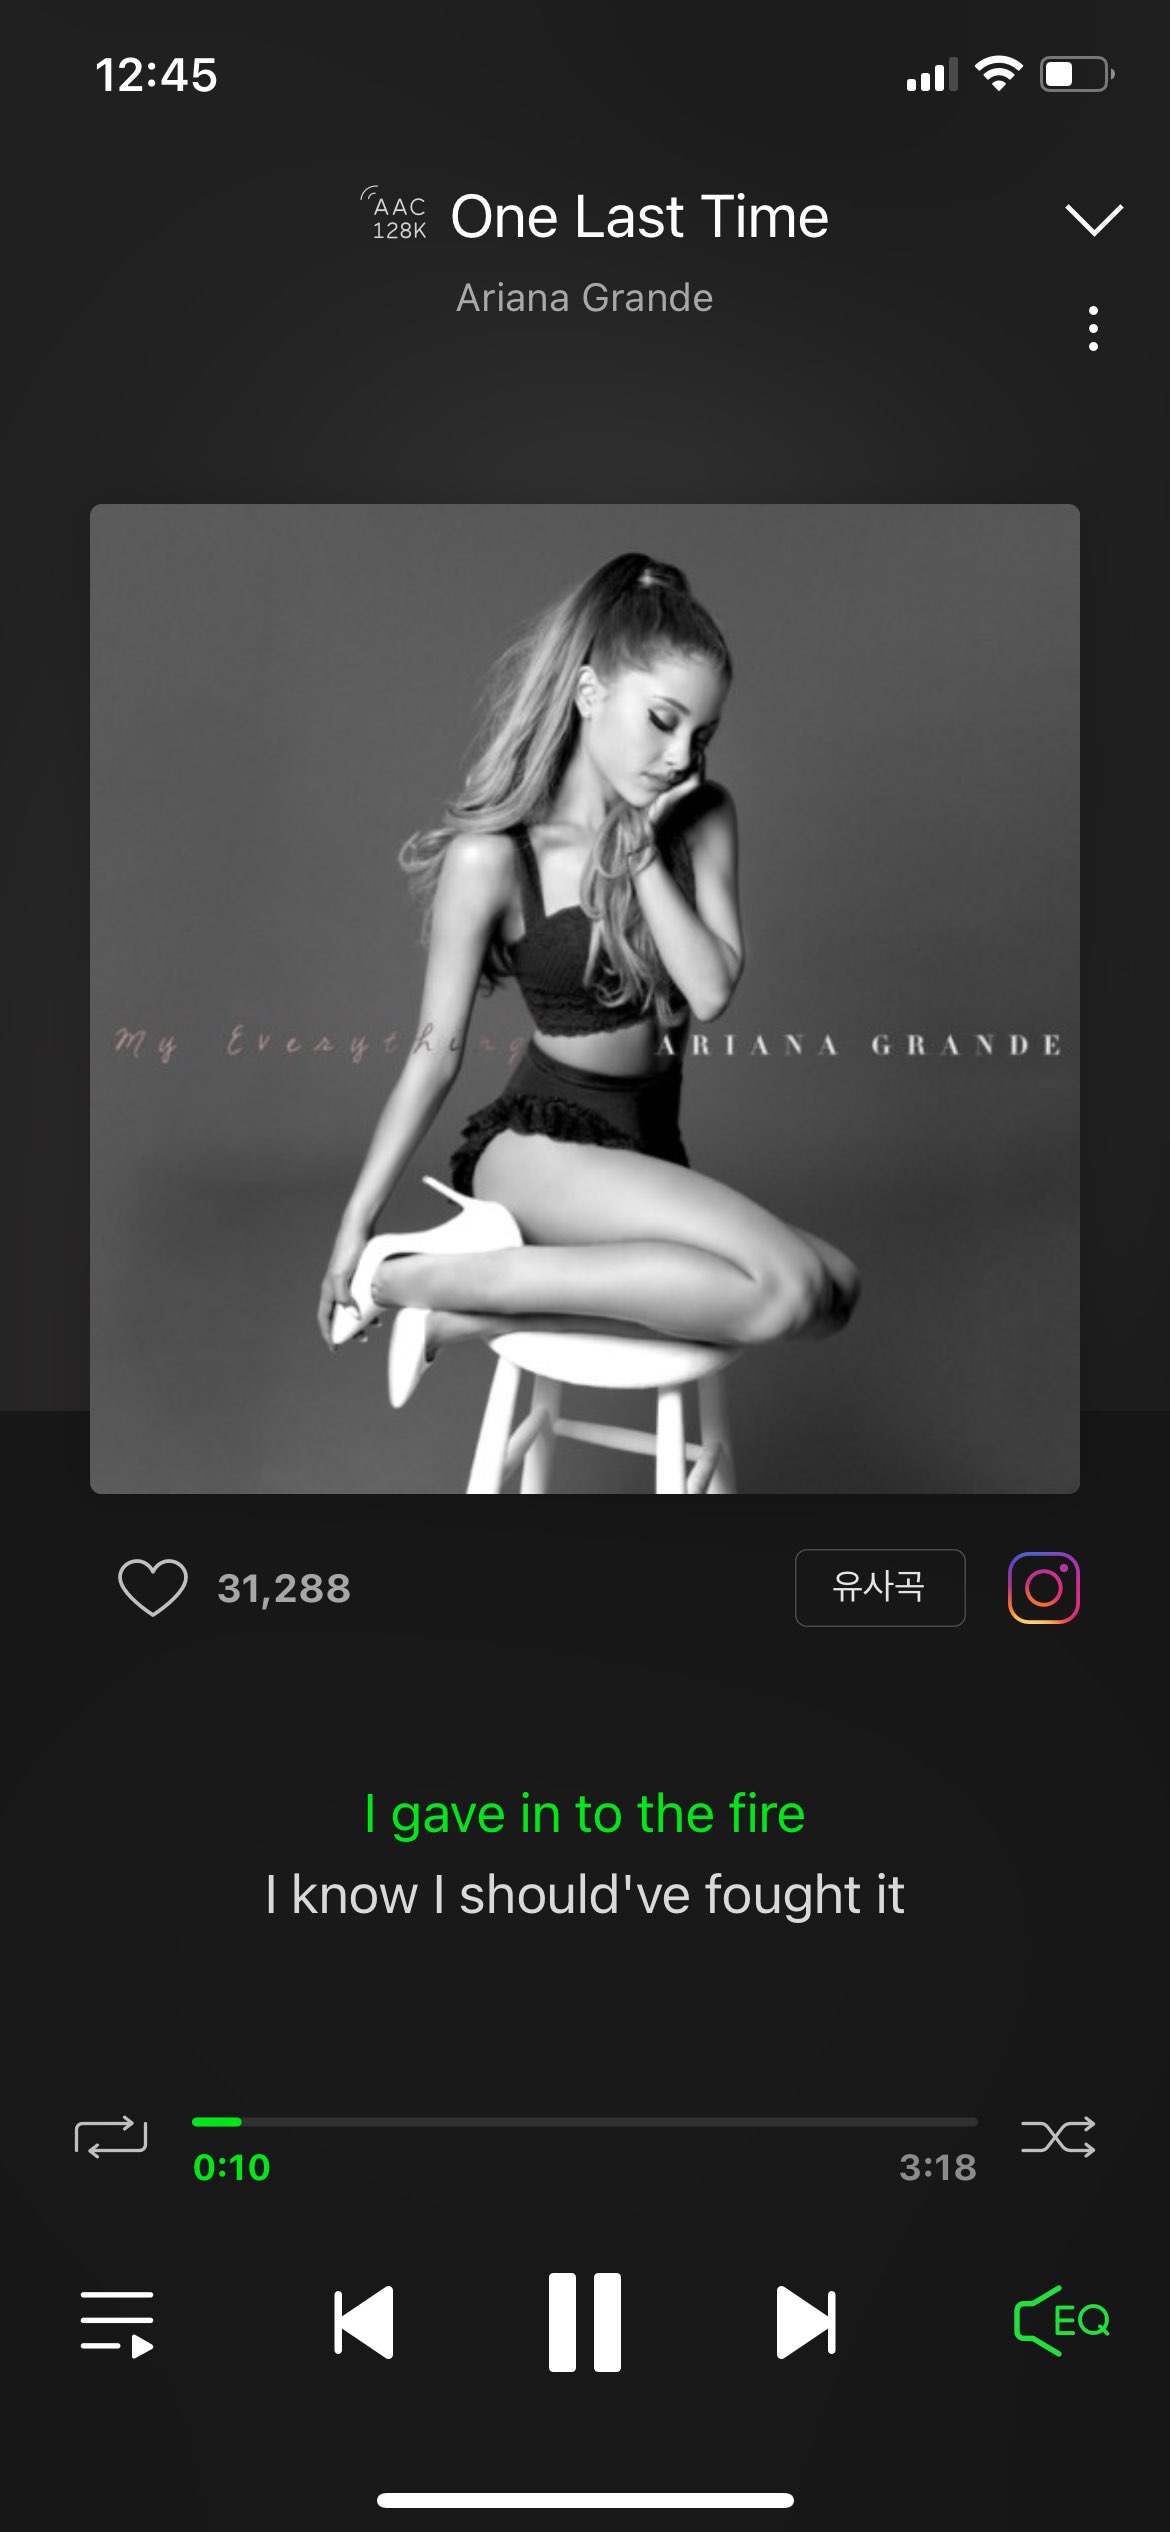 12:45
AAC
128K
One Last Time
Ariana Grande
My Everything
ARIANA GRANDE
31,288
유사곡
I gave in to the fire
I know I should've fought it
0:10
3:18
EQ